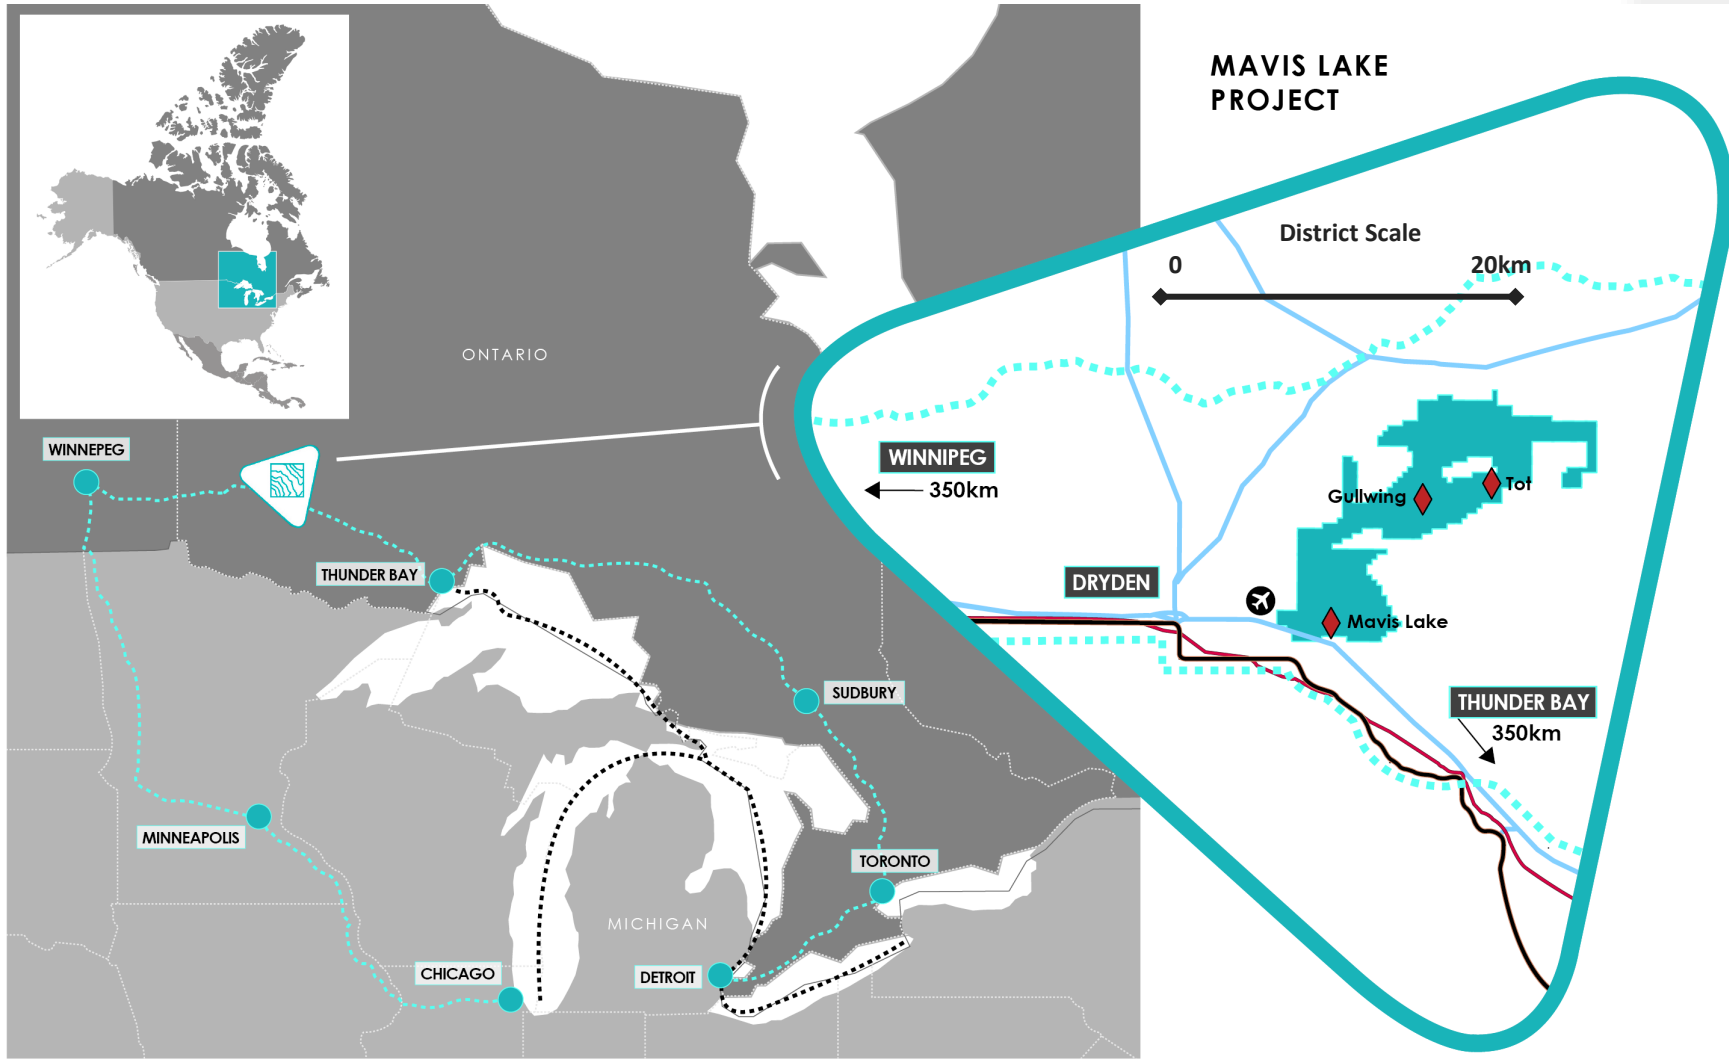 MAVIS LAKE
PROJECT
District Scale
0
20km
ONTARIO
WINNEPEG
WINNIPEG
350km
Gullwing
Tot
THUNDER BAY
DRYDEN
Mavis Lake
SUDBURY
THUNDER BAY
350km
MINNEAPOLIS
TORONTO
MICHIGAN
CHICAGO
DETROIT